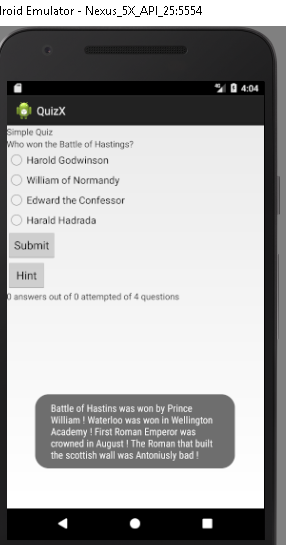 droid Emulator - Nexus_5X_API_25:5554
4:04
QuizX
Simple Quiz
Who won the Battle of Hastings?
Harold Godwinson
William of Normandy
Edward the Confessor
Harald Hadrada
Submit
Hint
0 answers out of 0 attempted of 4 questions
Battle of Hastins was won by Prince
William ! Waterloo was won in Wellington
Academy ! First Roman Emperor was
crowned in August ! The Roman that built
the scottish wall was Antoniusly bad !